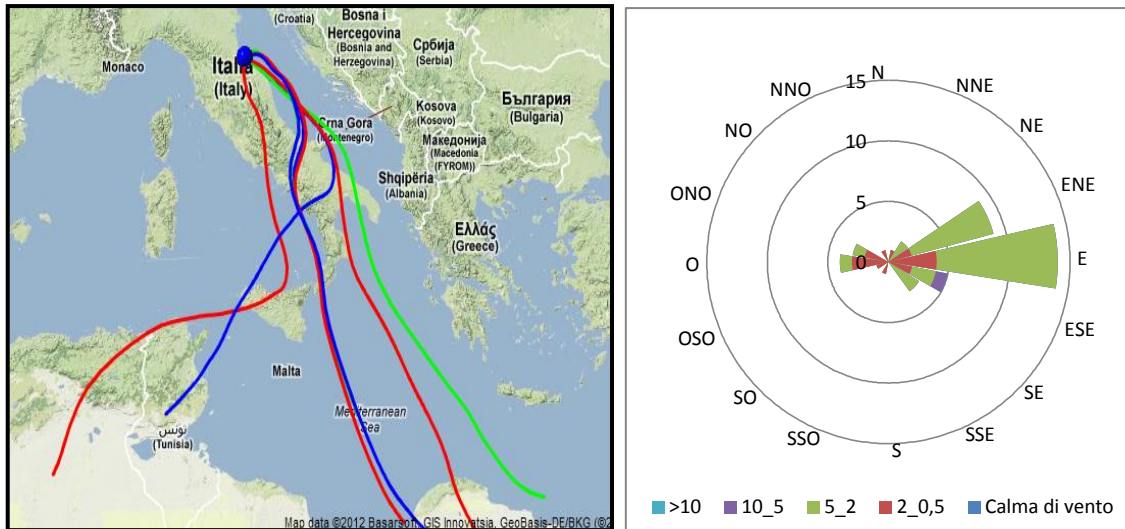 (Croatia)
Bosna i
Hercegovina
(Bosnia and
Herzegovina)
Србија
(Serbia)
Monaco
Italia
(Italy)
Crna Gora
(Montenegro)
Kosova
(Kosovo)
България
(Bulgaria)
Македонија
(Macedonia
(FYROM))
Shqipëria
(Albania)
Ελλάς
(Greece)
Malta
Mediterranean
Sea
تونس
(Tunisia)
Map data ©2012 Basarsoft, GIS Innovatsia, GeoBasis-DE/BKG (©2
N
NNE
NE
ENE
E
ESE
SE
SSE
S
SSO
SO
OSO
O
ONO
NO
NNO
15
10
5
0
>10 10_5 5_2 2_0,5 Calma di vento